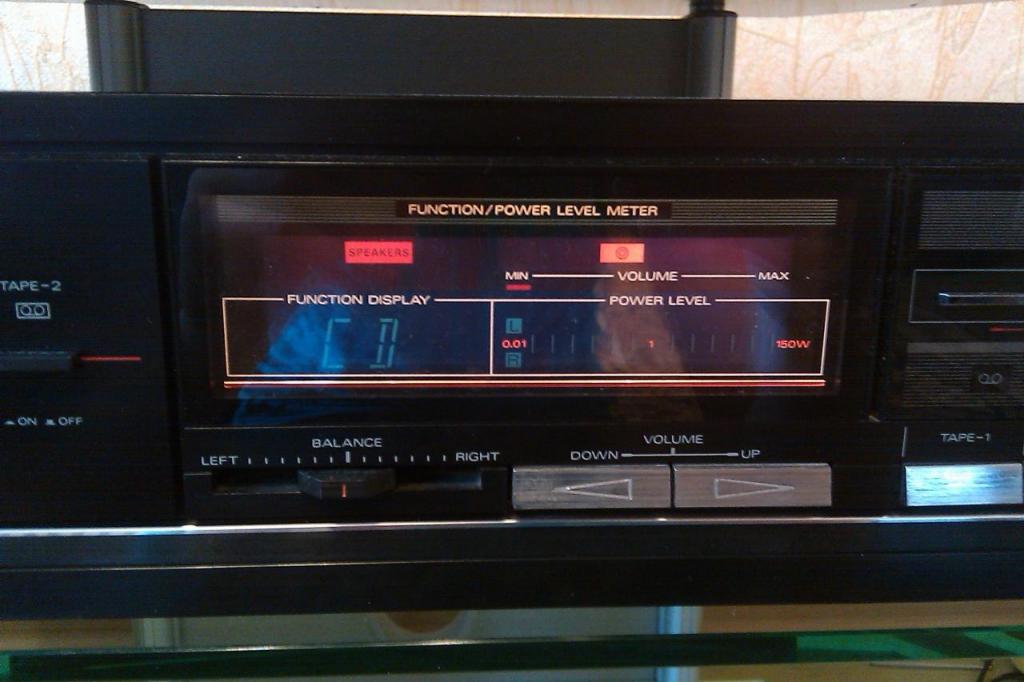 FUNCTION/POWER LEVEL METER
SPEAKERS
MIN VOLUME MAX
TAPE-2
FUNCTION DISPLAY POWER LEVEL
CD
L
0.01 1 150W
R
ON OFF
BALANCE
LEFT RIGHT
VOLUME
DOWN UP
TAPE-1